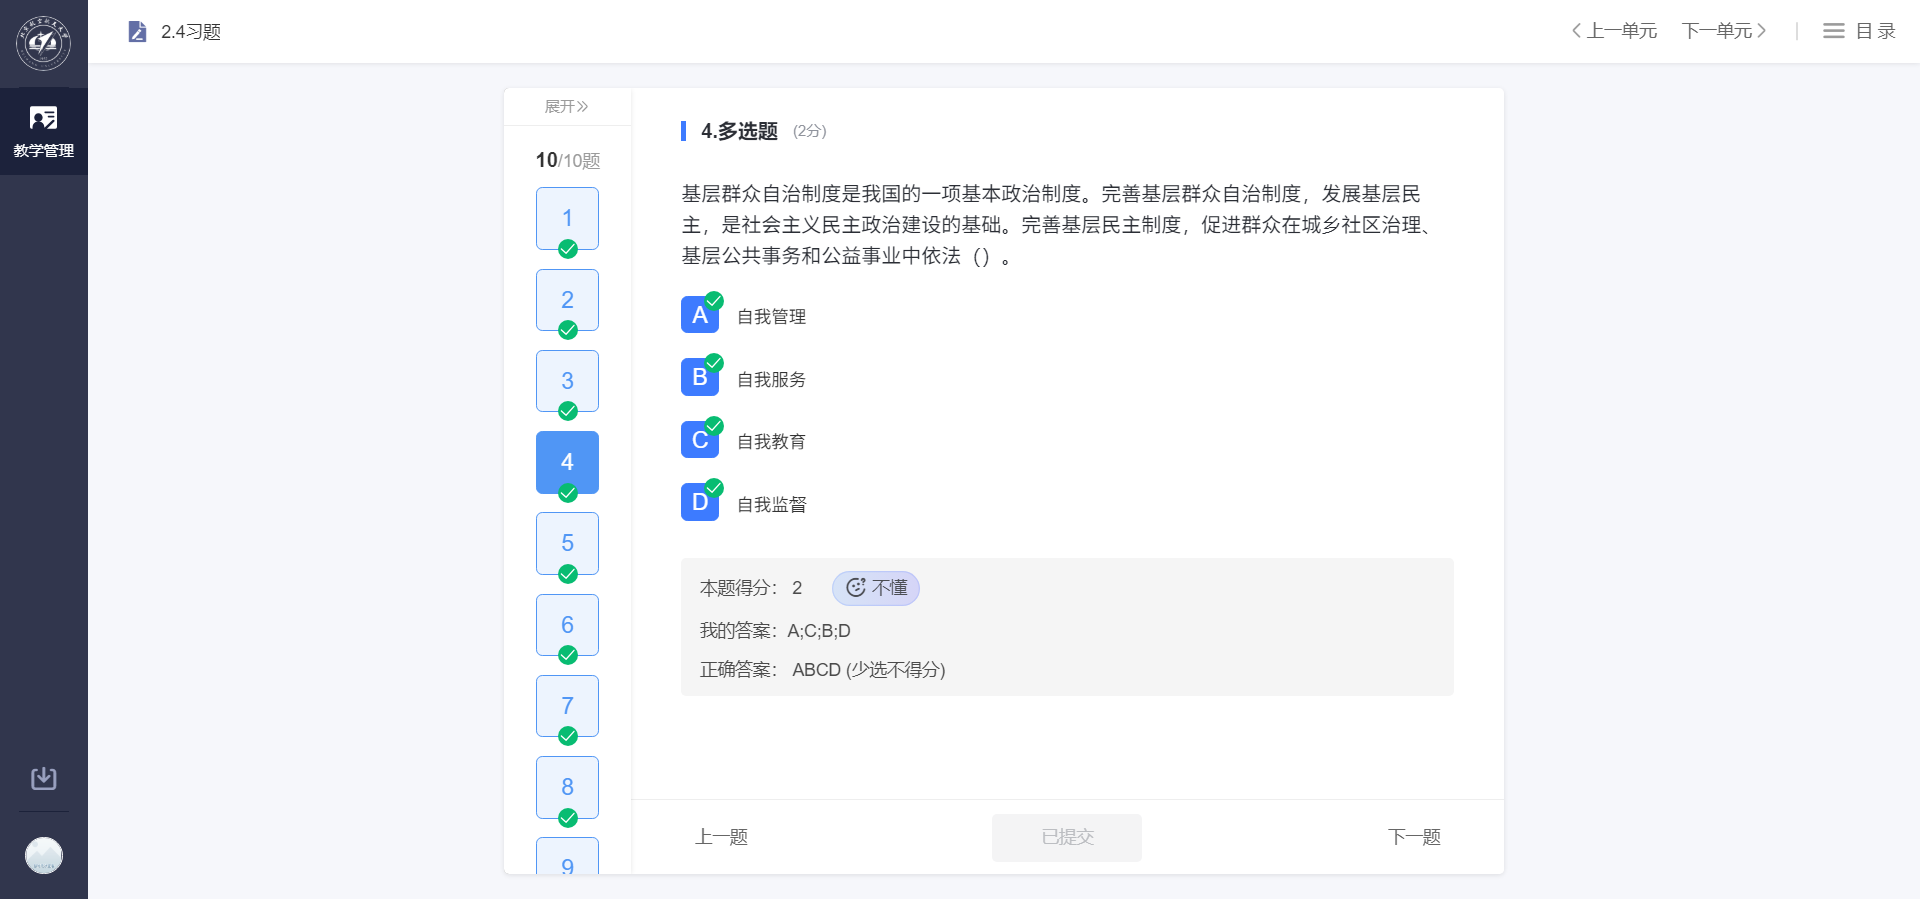 2.4习题
上一单元
下一单元
目录
教学管理
展开
10/10题
1
2
3
4
5
6
7
8
9
4.多选题 (2分)
基层群众自治制度是我国的一项基本政治制度。完善基层群众自治制度，发展基层民
主，是社会主义民主政治建设的基础。完善基层民主制度，促进群众在城乡社区治理、
基层公共事务和公益事业中依法（）。
A 自我管理
B 自我服务
C 自我教育
D 自我监督
本题得分： 2 不懂
我的答案：A;C;B;D
正确答案： ABCD (少选不得分)
上一题
已提交
下一题